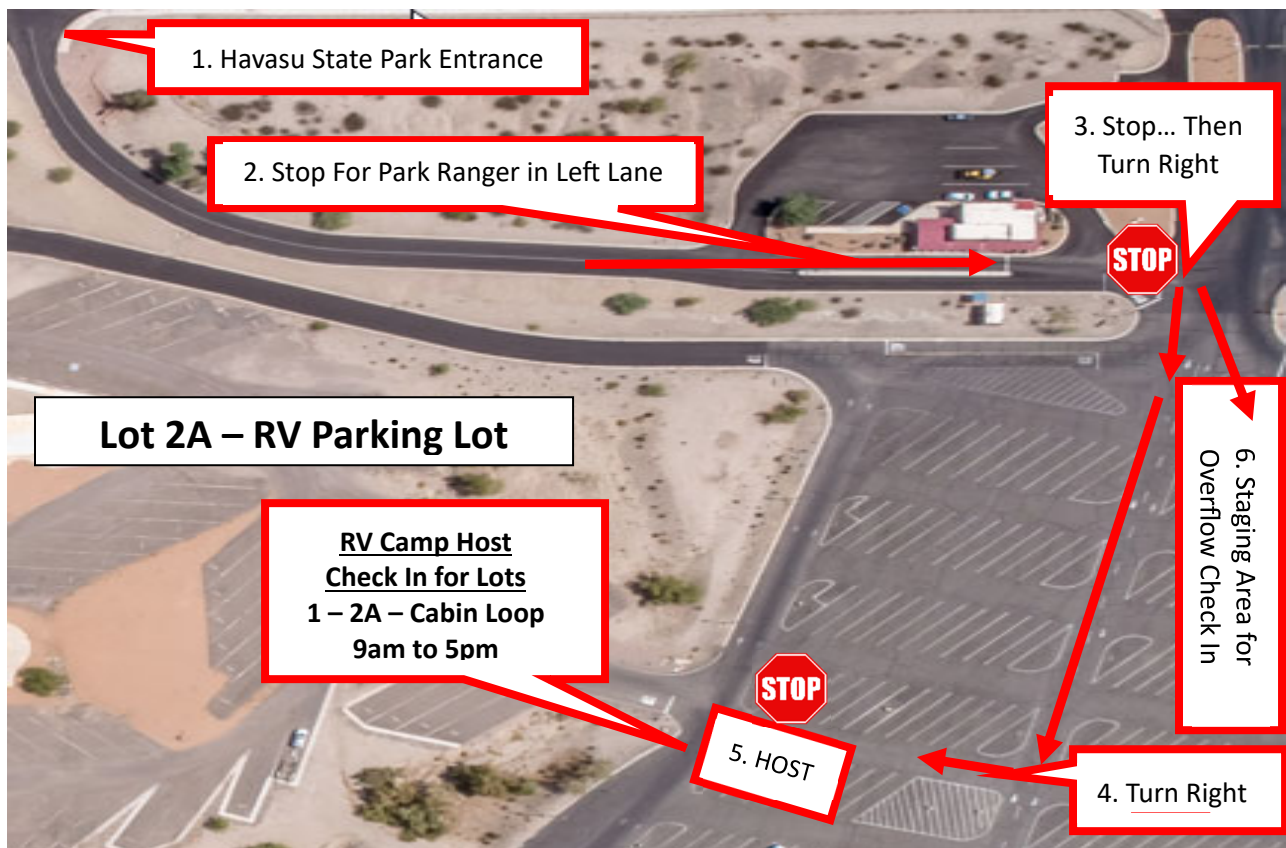 1. Havasu State Park Entrance
2. Stop For Park Ranger in Left Lane
3. Stop… Then
Turn Right
STOP
Lot 2A – RV Parking Lot
RV Camp Host
Check In for Lots
1 – 2A – Cabin Loop
9am to 5pm
6. Staging Area for
Overflow Check In
STOP
5. HOST
4. Turn Right